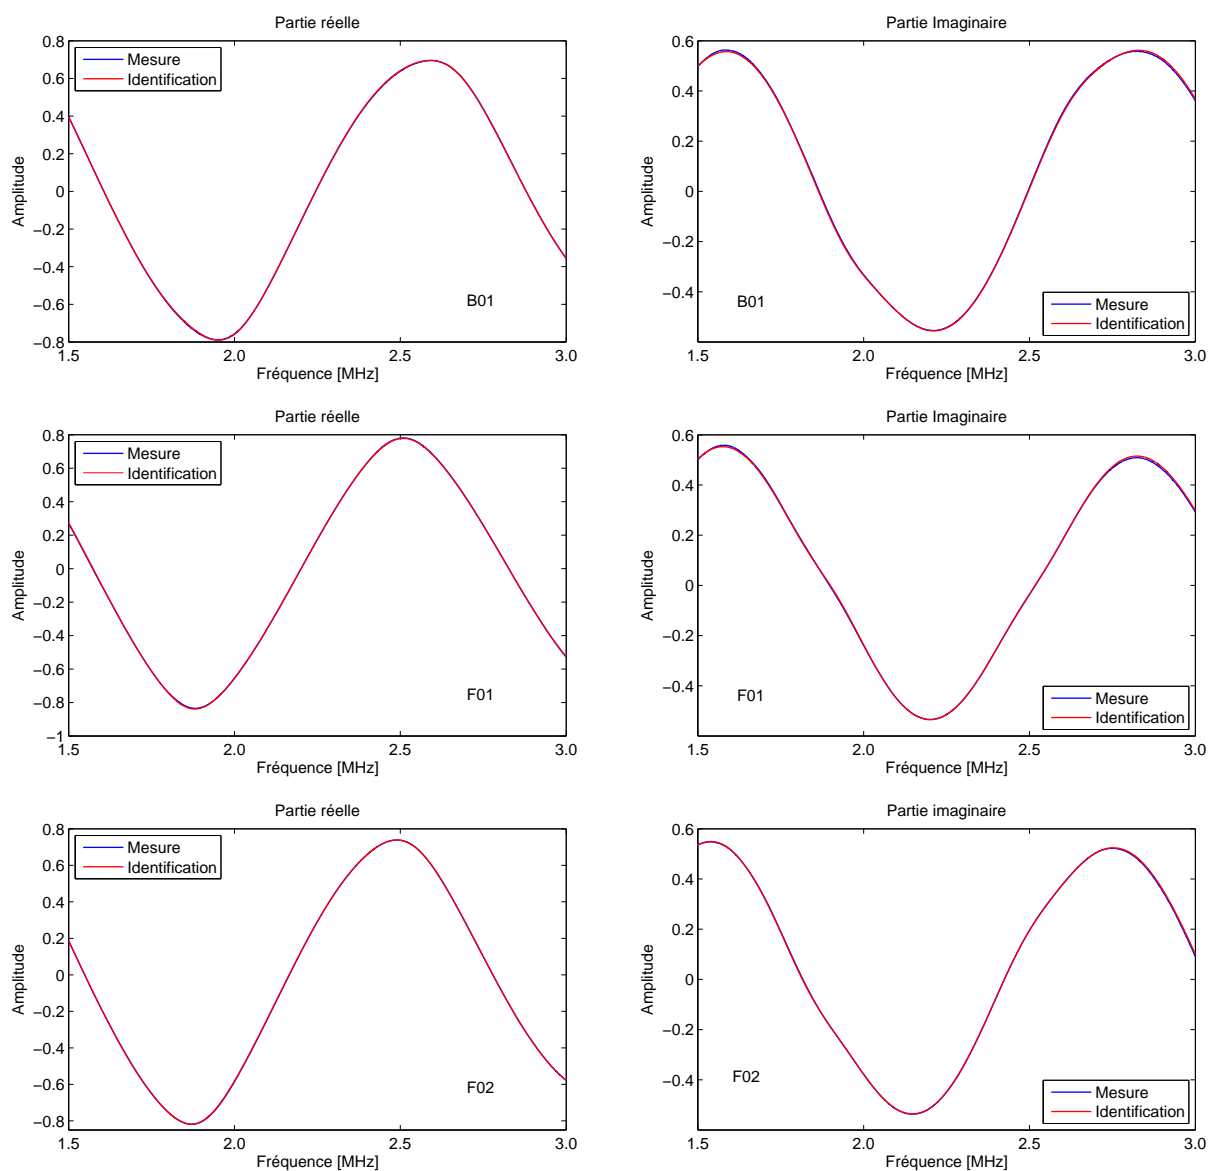 Partie réelle
0.8
0.6
0.4
0.2
0
−0.2
−0.4
−0.6
−0.8
1.5 2.0 2.5 3.0
Amplitude
Fréquence [MHz]
Mesure
Identification
B01
Partie Imaginaire
0.6
0.4
0.2
0
−0.2
−0.4
1.5 2.0 2.5 3.0
Amplitude
Fréquence [MHz]
B01
Mesure
Identification
Partie réelle
0.8
0.6
0.4
0.2
0
−0.2
−0.4
−0.6
−0.8
−1
1.5 2.0 2.5 3.0
Amplitude
Fréquence [MHz]
Mesure
Identification
F01
Partie Imaginaire
0.6
0.4
0.2
0
−0.2
−0.4
1.5 2.0 2.5 3.0
Amplitude
Fréquence [MHz]
F01
Mesure
Identification
Partie réelle
0.8
0.6
0.4
0.2
0
−0.2
−0.4
−0.6
−0.8
1.5 2.0 2.5 3.0
Amplitude
Fréquence [MHz]
Mesure
Identification
F02
Partie imaginaire
0.6
0.4
0.2
0
−0.2
−0.4
1.5 2.0 2.5 3.0
Amplitude
Fréquence [MHz]
F02
Mesure
Identification